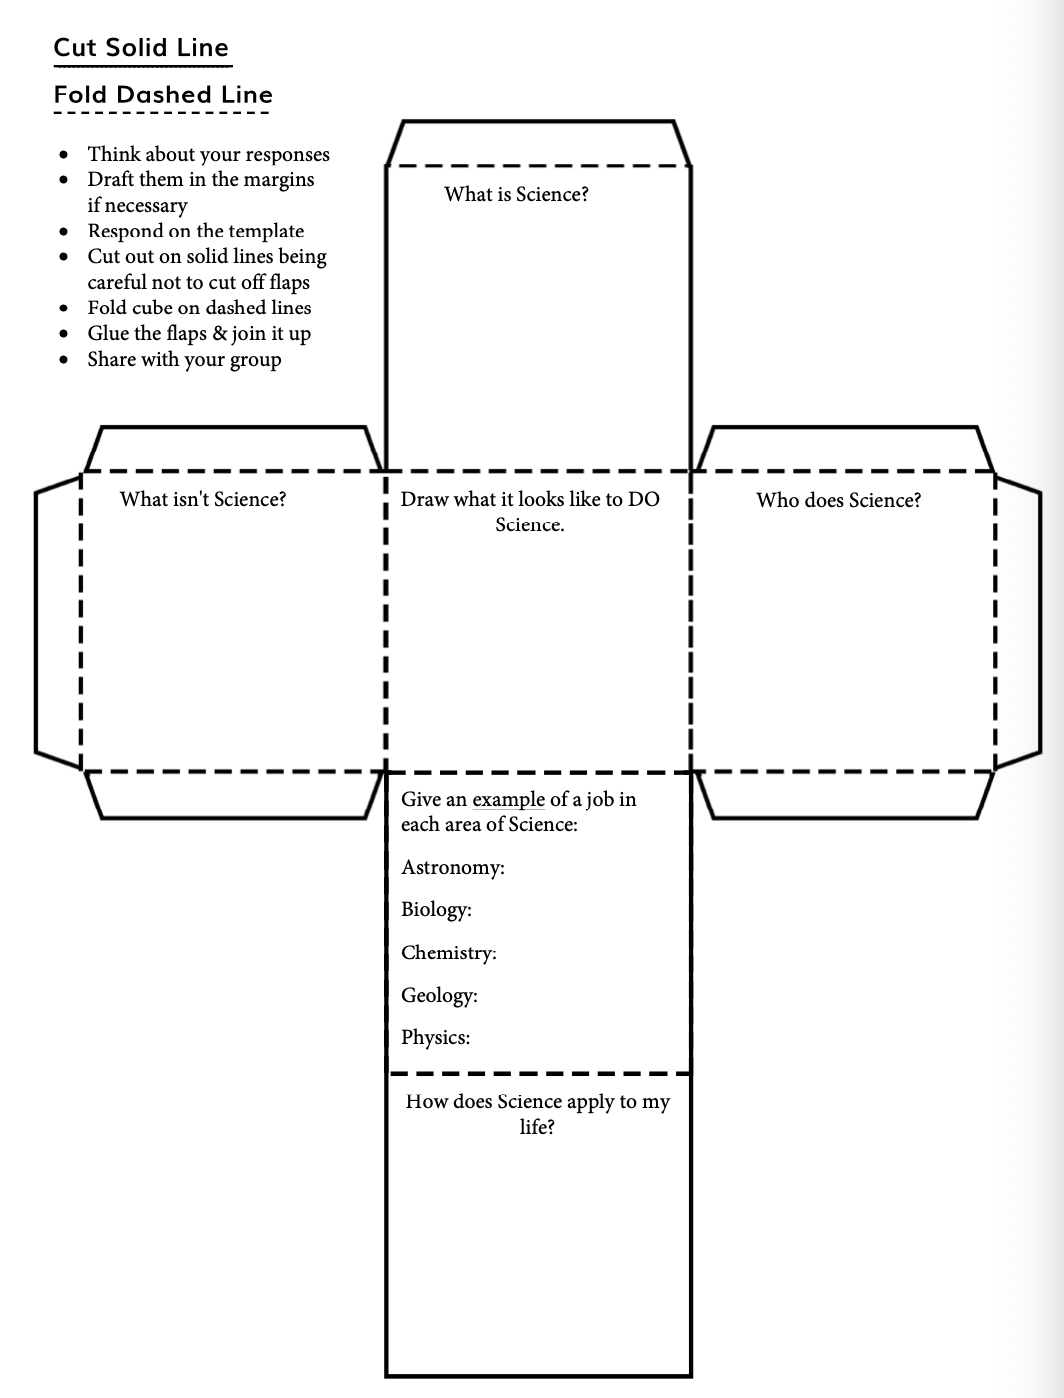 Cut Solid Line
Fold Dashed Line
• Think about your responses
• Draft them in the margins
if necessary
• Respond on the template
• Cut out on solid lines being
careful not to cut off flaps
• Fold cube on dashed lines
• Glue the flaps & join it up
• Share with your group
What is Science?
What isn't Science?
Draw what it looks like to DO
Science.
Who does Science?
Give an example of a job in
each area of Science:
Astronomy:
Biology:
Chemistry:
Geology:
Physics:
How does Science apply to my
life?